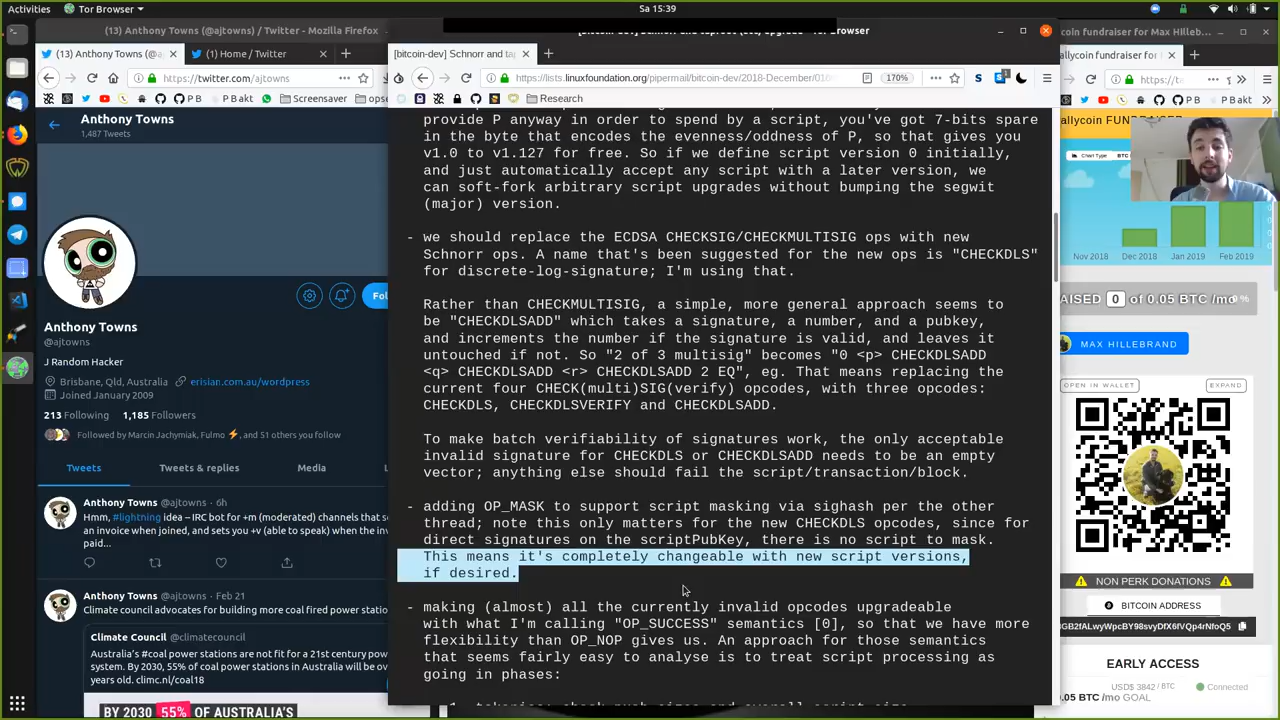 Activities
Tor Browser
Sa 15:39
(13) Anthony Towns (@ajtowns) / Twitter - Mozilla Firefox
(13) Anthony Towns (@a
(1) Home / Twitter
https://twitter.com/ajtowns
P B
P B akt
Screensaver
Anthony Towns
1,487 Tweets
Fol
Anthony Towns
@ajtowns
J Random Hacker
Brisbane, Qld, Australia
erisian.com.au/wordpress
Joined January 2009
213 Following
1,185 Followers
Followed by Marcin Jachymiak, Fulmo ⚡, and 51 others you follow
Tweets
Tweets & replies
Media
L
Anthony Towns @ajtowns · 6h
Hmm, #lightning idea – IRC bot for +m (moderated) channels that se
an invoice when joined, and sets +v (able to speak) when the invo
paid...
Anthony Towns @ajtowns · Feb 21
Climate council advocates for building more coal fired power statio
Climate Council @climatecouncil
Australia's #coal power stations are not fit for a 21st century pow
system. By 2030, 55% of coal power stations in Australia will be ov
years old. climc.nl/coal18
BY 2030 55% OF AUSTRALIA'S
[bitcoin-dev] Schnorr and ta
https://lists.linuxfoundation.org/pipermail/bitcoin-dev/2018-December/016
170%
Research
provide P anyway in order to spend by a script, you've got 7-bits spare
in the byte that encodes the evenness/oddness of P, so that gives you
v1.0 to v1.127 for free. So if we define script version 0 initially,
and just automatically accept any script with a later version, we
can soft-fork arbitrary script upgrades without bumping the segwit
(major) version.
- we should replace the ECDSA CHECKSIG/CHECKMULTISIG ops with new
Schnorr ops. A name that's been suggested for the new ops is "CHECKDLS"
for discrete-log-signature; I'm using that.
Rather than CHECKMULTISIG, a simple, more general approach seems to
be "CHECKDLSADD" which takes a signature, a number, and a pubkey,
and increments the number if the signature is valid, and leaves it
untouched if not. So "2 of 3 multisig" becomes "0 <p> CHECKDLSADD
<q> CHECKDLSADD <r> CHECKDLSADD 2 EQ", eg. That means replacing the
current four CHECK(multi)SIG(verify) opcodes, with three opcodes:
CHECKDLS, CHECKDLSVERIFY and CHECKDLSADD.
To make batch verifiability of signatures work, the only acceptable
invalid signature for CHECKDLS or CHECKDLSADD needs to be an empty
vector; anything else should fail the script/transaction/block.
- adding OP_MASK to support script masking via sighash per the other
thread; note this only matters for the new CHECKDLS opcodes, since for
direct signatures on the scriptPubKey, there is no script to mask.
This means it's completely changeable with new script versions,
if desired.
- making (almost) all the currently invalid opcodes upgradeable
with what I'm calling "OP_SUCCESS" semantics [0], so that we have more
flexibility than OP_NOP gives us. An approach for those semantics
that seems fairly easy to analyse is to treat script processing as
going in phases:
coin fundraiser for Max Hilleb
itcoin fundraiser for Max H
https://ta
P B
P B akt
allycoin FUNDRAISER
Chart Type
BTC
Nov 2018
Dec 2018
Jan 2019
Feb 2019
AISED 0 of 0.05 BTC /mo
MAX HILLEBRAND
OPEN IN WALLET
EXPAND
NON PERK DONATIONS
BITCOIN ADDRESS
EARLY ACCESS
USD$ 3842 / BTC
Connected
0.05 BTC /mo GOAL